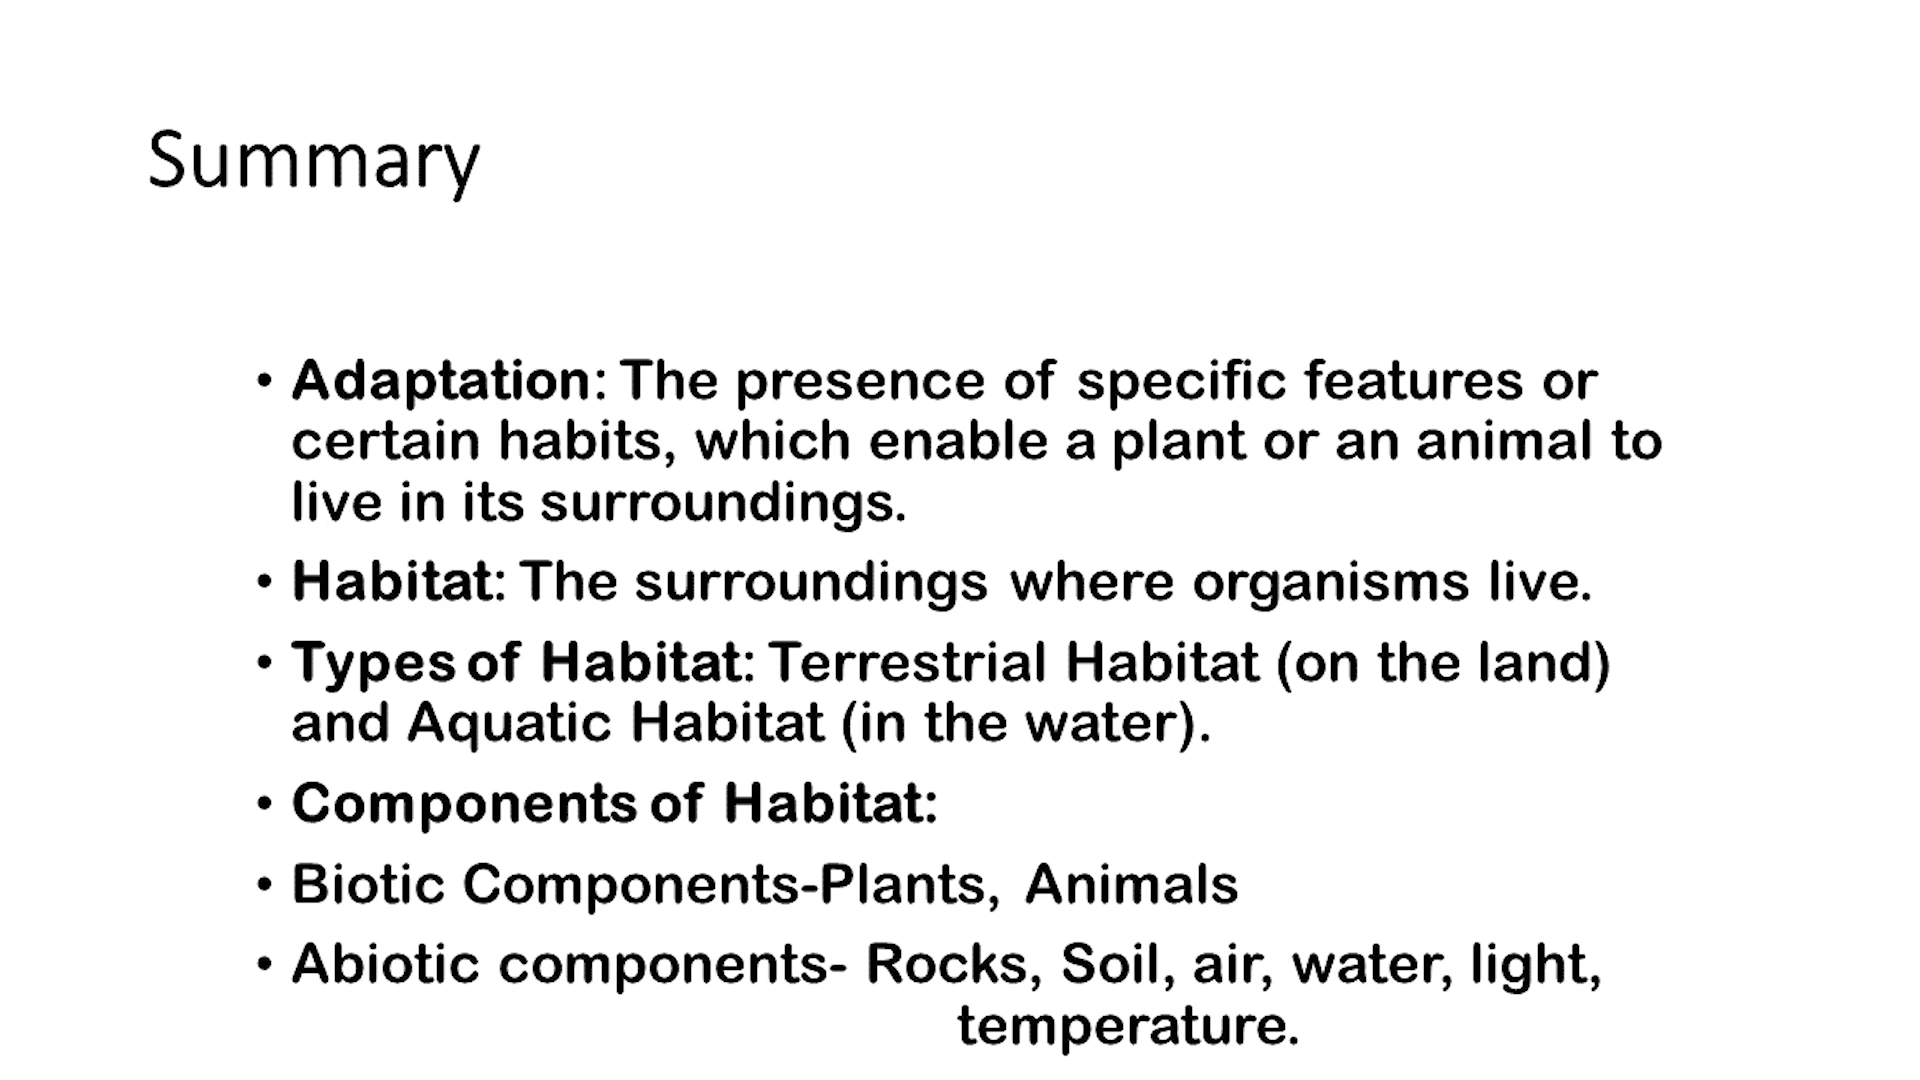 Summary
• Adaptation: The presence of specific features or
certain habits, which enable a plant or an animal to
live in its surroundings.
• Habitat: The surroundings where organisms live.
• Types of Habitat: Terrestrial Habitat (on the land)
and Aquatic Habitat (in the water).
• Components of Habitat:
• Biotic Components-Plants, Animals
• Abiotic components- Rocks, Soil, air, water, light,
temperature.